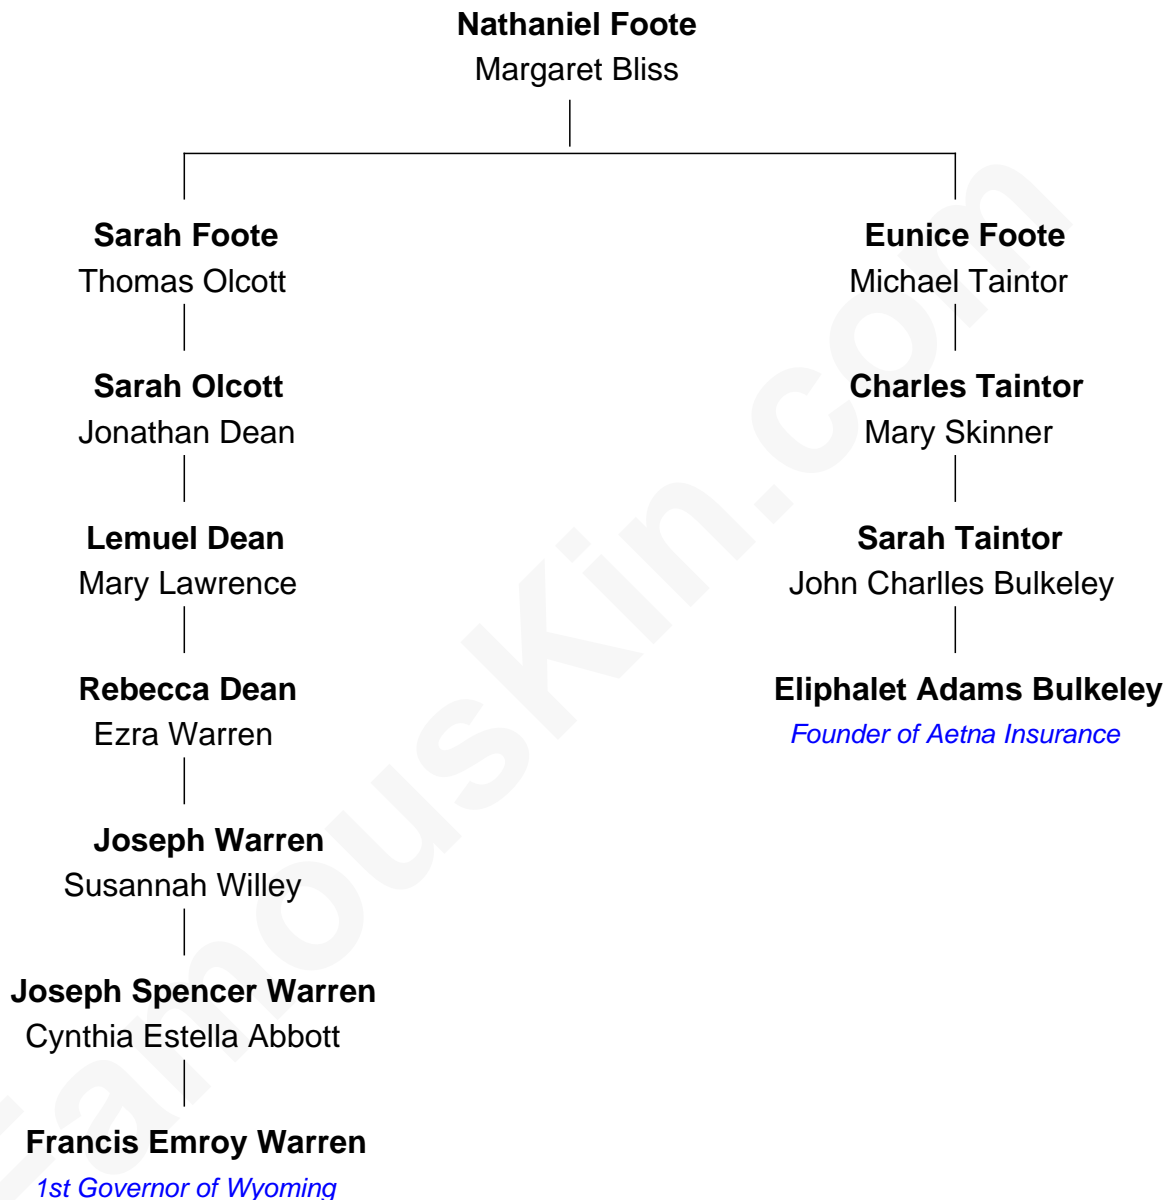 Nathaniel Foote
Margaret Bliss
Sarah Foote
Thomas Olcott
Eunice Foote
Michael Taintor
Sarah Olcott
Jonathan Dean
Charles Taintor
Mary Skinner
Lemuel Dean
Mary Lawrence
Sarah Taintor
John Charlles Bulkeley
Rebecca Dean
Ezra Warren
Eliphalet Adams Bulkeley
Founder of Aetna Insurance
Joseph Warren
Susannah Willey
Joseph Spencer Warren
Cynthia Estella Abbott
Francis Emroy Warren
1st Governor of Wyoming
FamousKin.com